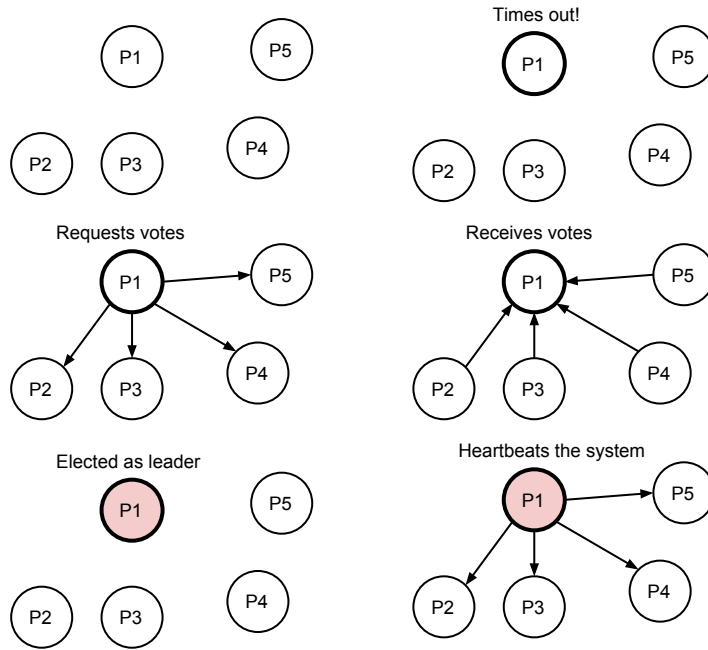 P1
P5
P2
P3
P4
Times out!
P1
P5
P2
P3
P4
Requests votes
P1
P5
P2
P3
P4
Receives votes
P1
P5
P2
P3
P4
Elected as leader
P1
P5
P2
P3
P4
Heartbeats the system
P1
P5
P2
P3
P4